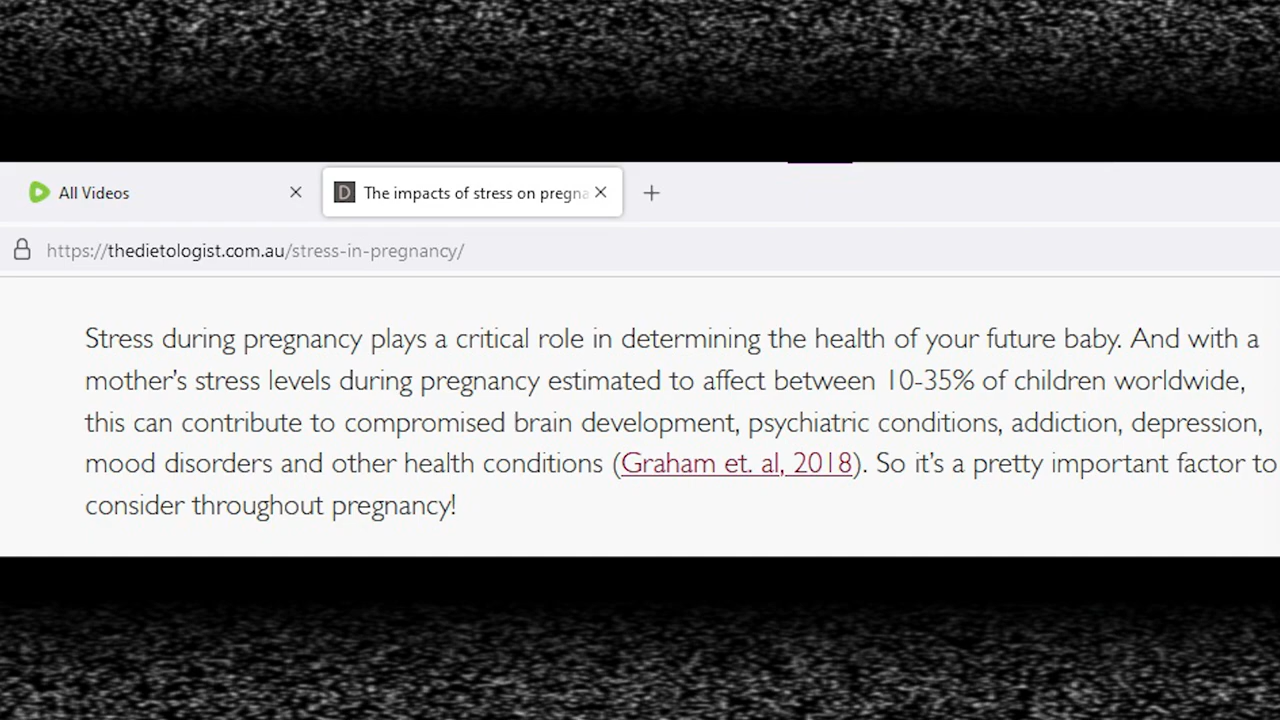 All Videos
The impacts of stress on pregna
https://thedietologist.com.au/stress-in-pregnancy/
Stress during pregnancy plays a critical role in determining the health of your future baby. And with a
mother’s stress levels during pregnancy estimated to affect between 10-35% of children worldwide,
this can contribute to compromised brain development, psychiatric conditions, addiction, depression,
mood disorders and other health conditions (Graham et. al, 2018). So it’s a pretty important factor to
consider throughout pregnancy!